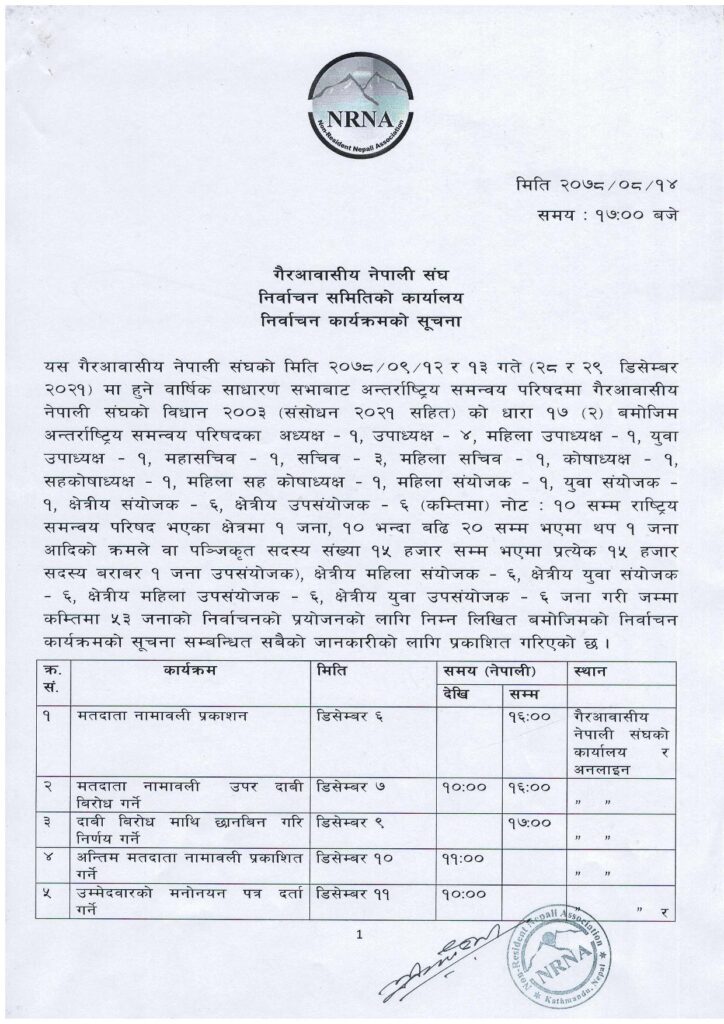 NRNA
Non-Resident Nepali Association
मिति २०७८/०८/१४
समय : १७:०० बजे
गैरआवासीय नेपाली संघ
निर्वाचन समितिको कार्यालय
निर्वाचन कार्यक्रमको सूचना
यस गैरआवासीय नेपाली संघको मिति २०७८/०९/१२ र १३ गते (२८ र २९ डिसेम्बर
२०२१) मा हुने वार्षिक साधारण सभाबाट अन्तर्राष्ट्रिय समन्वय परिषदमा गैरआवासीय
नेपाली संघको विधान २००३ (संसोधन २०२१ सहित) को धारा १७ (२) बमोजिम
अन्तर्राष्ट्रिय समन्वय परिषदका अध्यक्ष - १, उपाध्यक्ष - ४, महिला उपाध्यक्ष - १, युवा
उपाध्यक्ष - १, महासचिव - १, सचिव - ३, महिला सचिव - १, कोषाध्यक्ष - १,
सहकोषाध्यक्ष - १, महिला सह कोषाध्यक्ष - १, महिला संयोजक - १, युवा संयोजक -
१, क्षेत्रीय संयोजक - ६, क्षेत्रीय उपसंयोजक - ६ (कम्तिमा) नोट : १० सम्म राष्ट्रिय
समन्वय परिषद भएका क्षेत्रमा १ जना, १० भन्दा बढि २० सम्म भएमा थप १ जना
आदिको क्रमले वा पञ्जिकृत सदस्य संख्या १५ हजार सम्म भएमा प्रत्येक १५ हजार
सदस्य बराबर १ जना उपसंयोजक), क्षेत्रीय महिला संयोजक - ६, क्षेत्रीय युवा संयोजक
- ६, क्षेत्रीय महिला उपसंयोजक - ६, क्षेत्रीय युवा उपसंयोजक - ६ जना गरी जम्मा
कम्तिमा ५३ जनाको निर्वाचनको प्रयोजनको लागि निम्न लिखित बमोजिमको निर्वाचन
कार्यक्रमको सूचना सम्बन्धित सबैको जानकारीको लागि प्रकाशित गरिएको छ ।
क्र. कार्यक्रम मिति समय (नेपाली) स्थान
सं. देखि सम्म
१ मतदाता नामावली प्रकाशन डिसेम्बर ६ १६:०० गैरआवासीय
नेपाली संघको
कार्यालय र
अनलाइन
२ मतदाता नामावली उपर दाबी डिसेम्बर ७ १०:०० १६:००
बिरोध गर्ने " "
३ दाबी बिरोध माथि छानबिन गरि डिसेम्बर ९ १७:००
निर्णय गर्ने " "
४ अन्तिम मतदाता नामावली प्रकाशित डिसेम्बर १० ११:००
गर्ने " "
५ उम्मेदवारको मनोनयन पत्र दर्ता डिसेम्बर ११ १०:००
गर्ने " " र
1
Non-Resident Nepali Association
NRNA
Kathmandu, Nepal